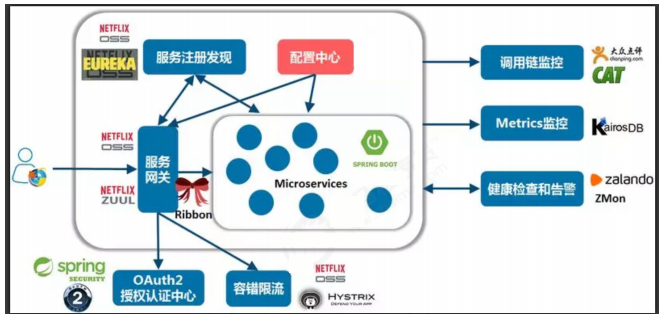 NETFLIX
OSS
NETFLIX
EUREKA
OSS
服务注册发现
配置中心
调用链监控
大众点评
dianping.com
CAT
NETFLIX
OSS
服务
网关
NETFLIX
ZUUL
Ribbon
Microservices
SPRING BOOT
Metrics监控
KairosDB
健康检查和告警
zalando
ZMon
spring
SECURITY
2
OAuth2
授权认证中心
容错限流
NETFLIX
OSS
HYSTRIX
DEFEND YOUR APP